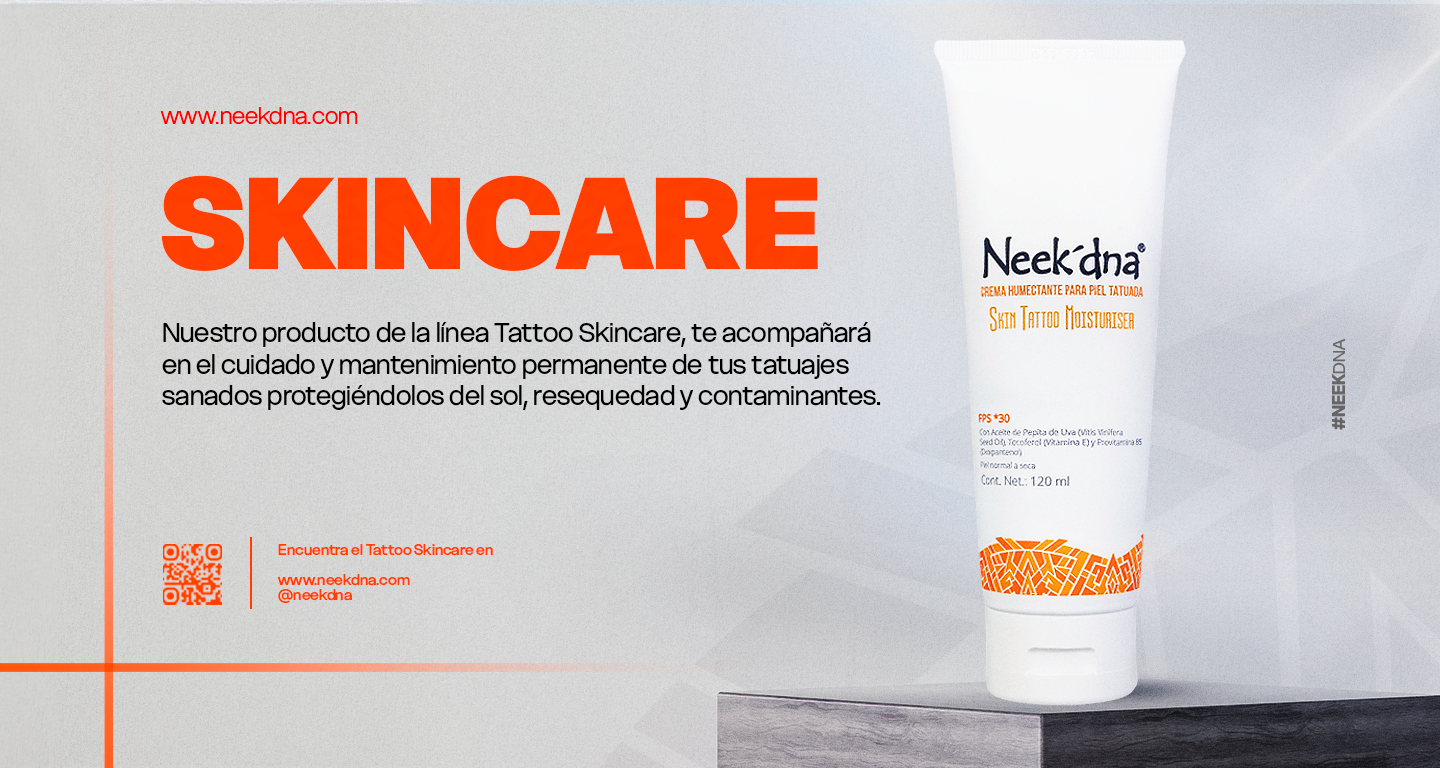 www.neekdna.com
SKINCARE
Nuestro producto de la línea Tattoo Skincare, te acompañará
en el cuidado y mantenimiento permanente de tus tatuajes
sanados protegiéndolos del sol, resequedad y contaminantes.
Encuentra el Tattoo Skincare en
www.neekdna.com
@neekdna
Neek´dna®
CREMA HUMECTANTE PARA PIEL TATUADA
Skin Tattoo Moisturiser
FPS *30
Con Aceite de Pepita de Uva (Vitis Vinifera
Seed Oil), Tocoferol (Vitamina E) y Provitamina B5
(Dexpantenol)
Piel normal a seca
Cont. Net.: 120 ml
#NEEKDNA